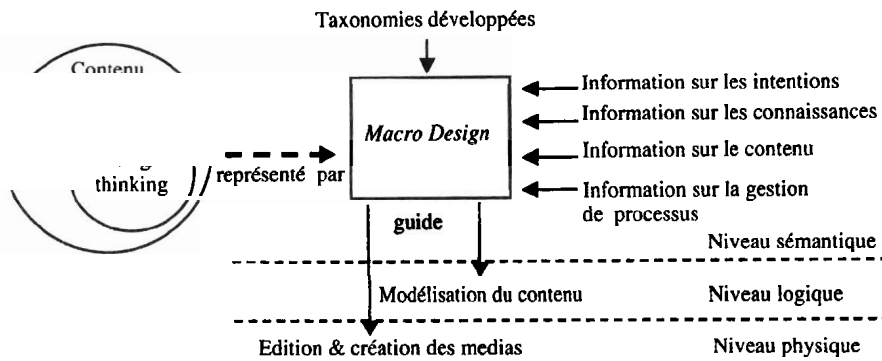 Taxonomies développées
Contenu
thinking
représenté par
Macro Design
Information sur les intentions
Information sur les connaissances
Information sur le contenu
Information sur la gestion
de processus
guide
Niveau sémantique
Modélisation du contenu
Niveau logique
Edition & création des medias
Niveau physique